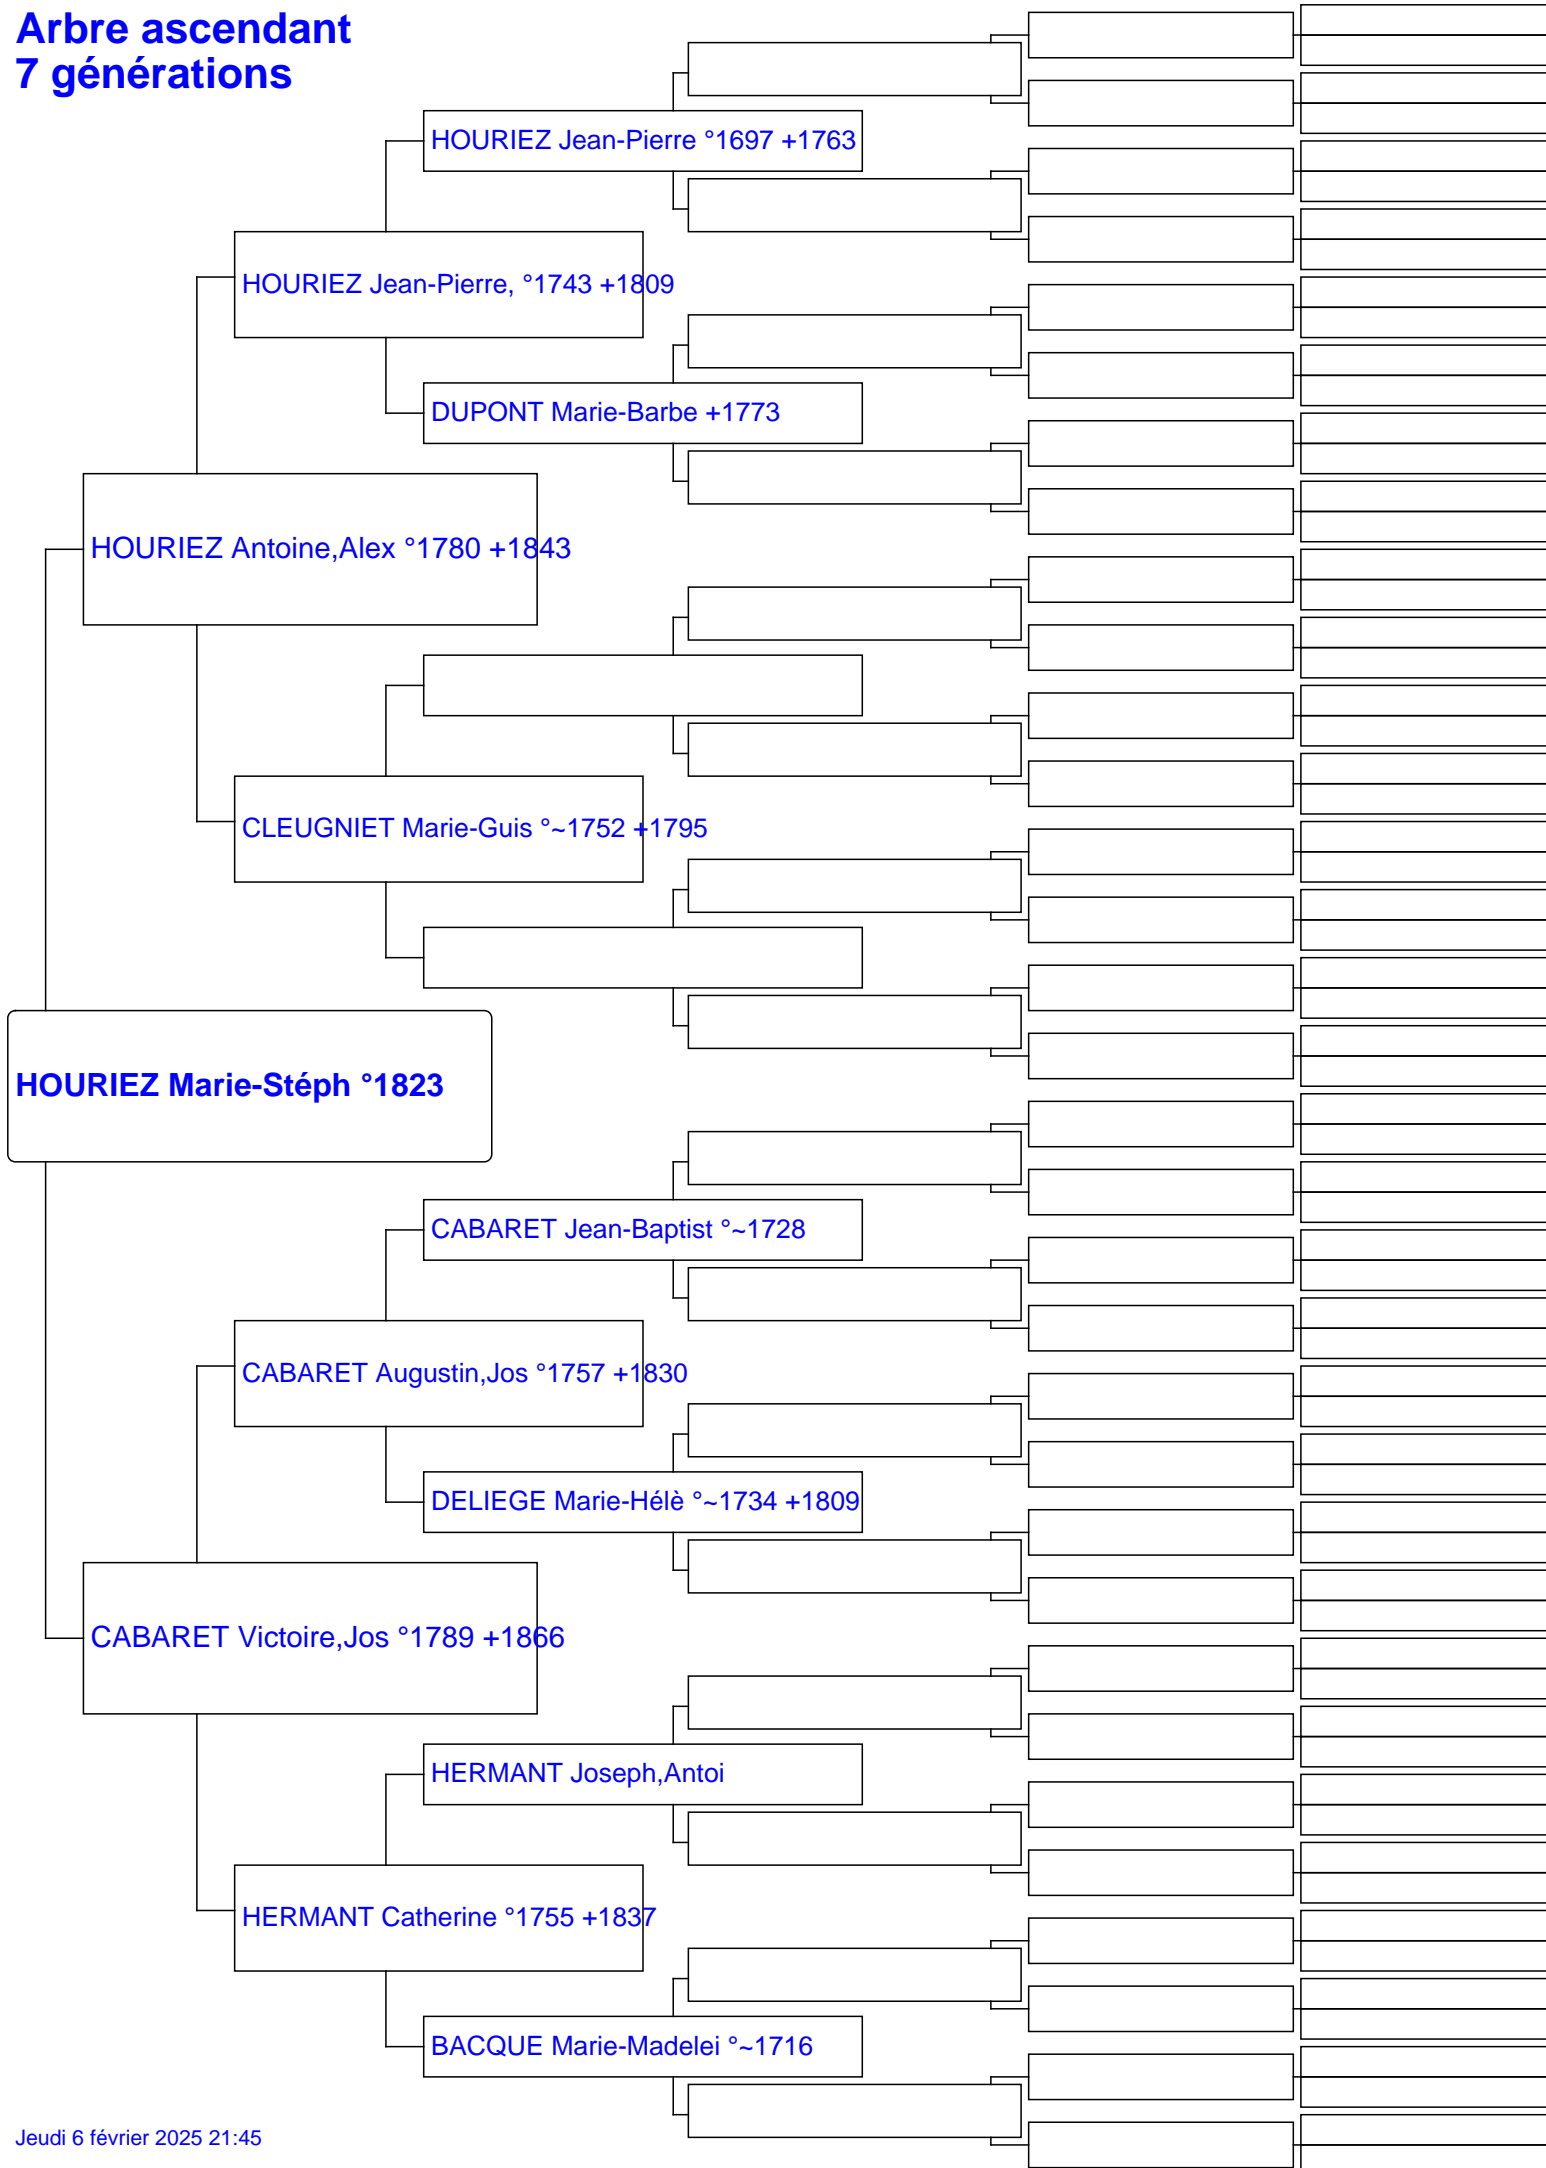 Arbre ascendant
7 générations
HOURIEZ Jean-Pierre °1697 +1763
HOURIEZ Jean-Pierre, °1743 +1809
DUPONT Marie-Barbe +1773
HOURIEZ Antoine,Alex °1780 +1843
CLEUGNIET Marie-Guis °~1752 +1795
HOURIEZ Marie-Stéph °1823
CABARET Jean-Baptist °~1728
CABARET Augustin,Jos °1757 +1830
DELIEGE Marie-Hélè °~1734 +1809
CABARET Victoire,Jos °1789 +1866
HERMANT Joseph,Antoi
HERMANT Catherine °1755 +1837
BACQUE Marie-Madelei °~1716
Jeudi 6 février 2025 21:45